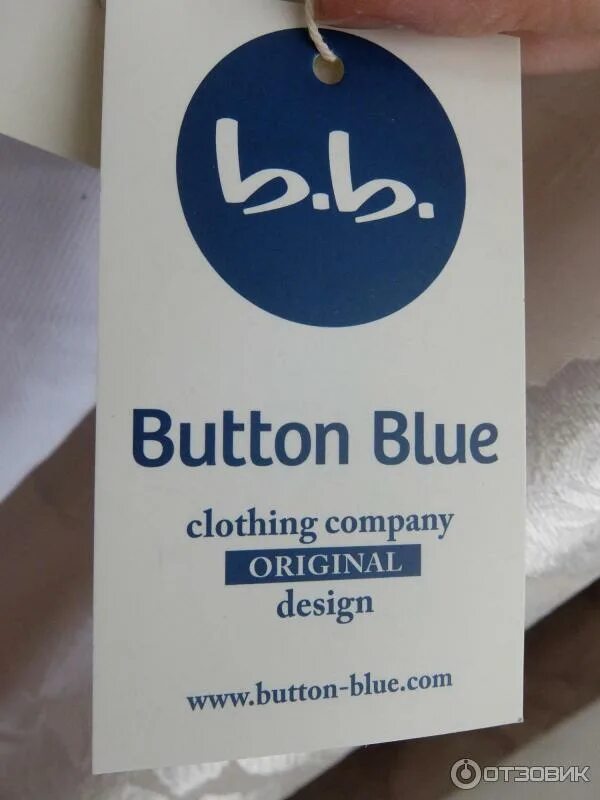 b.b.
Button Blue
clothing company
ORIGINAL
design
www.button-blue.com
ОТЗОВИК